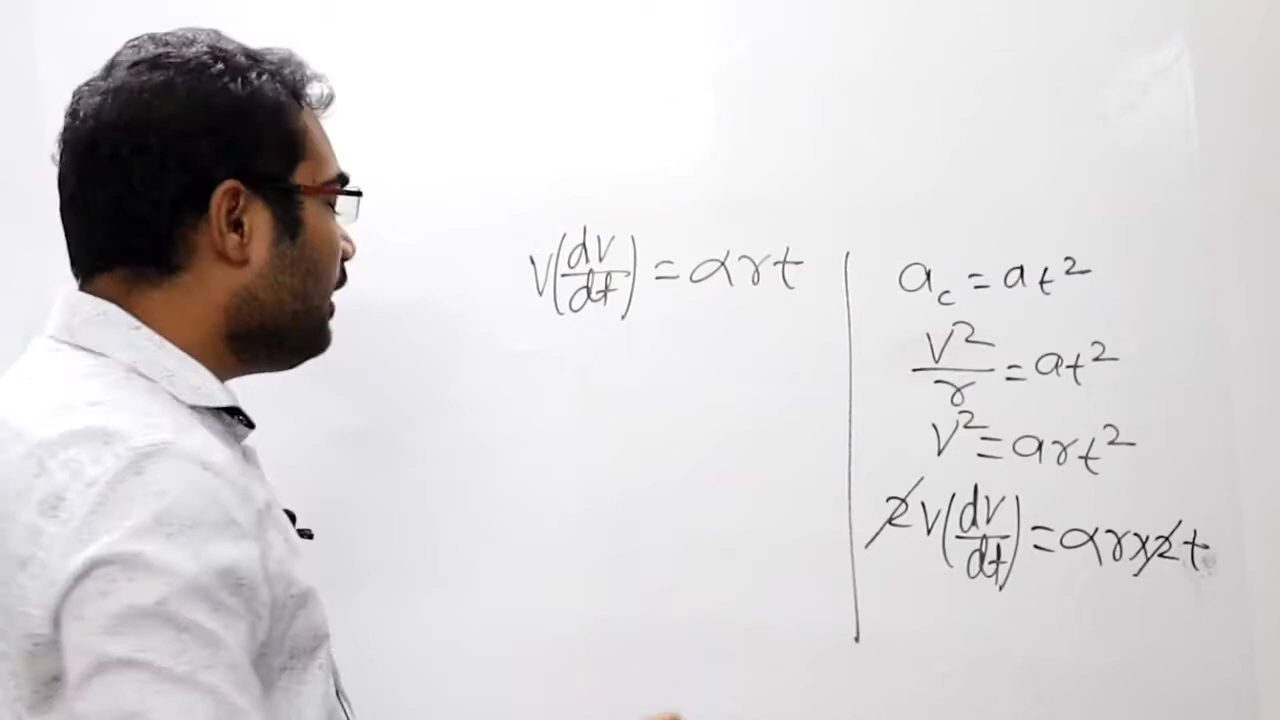 V(dv/dt) = αrt
a_c = at²
V²/r = at²
V² = art²
2V(dv/dt) = αr×2t